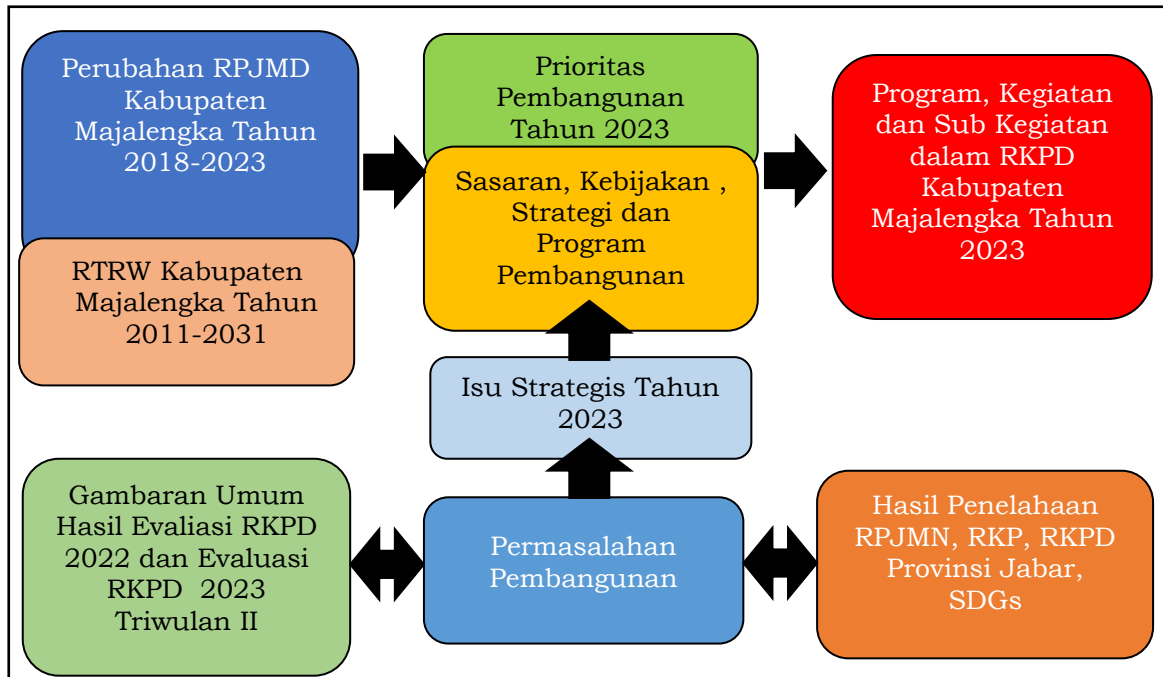 Perubahan RPJMD
Kabupaten
Majalengka Tahun
2018-2023
RTRW Kabupaten
Majalengka Tahun
2011-2031
Prioritas
Pembangunan
Tahun 2023
Sasaran, Kebijakan ,
Strategi dan
Program
Pembangunan
Program, Kegiatan
dan Sub Kegiatan
dalam RKPD
Kabupaten
Majalengka Tahun
2023
Isu Strategis Tahun
2023
Gambaran Umum
Hasil Evaliasi RKPD
2022 dan Evaluasi
RKPD 2023
Triwulan II
Permasalahan
Pembangunan
Hasil Penelahaan
RPJMN, RKP, RKPD
Provinsi Jabar,
SDGs